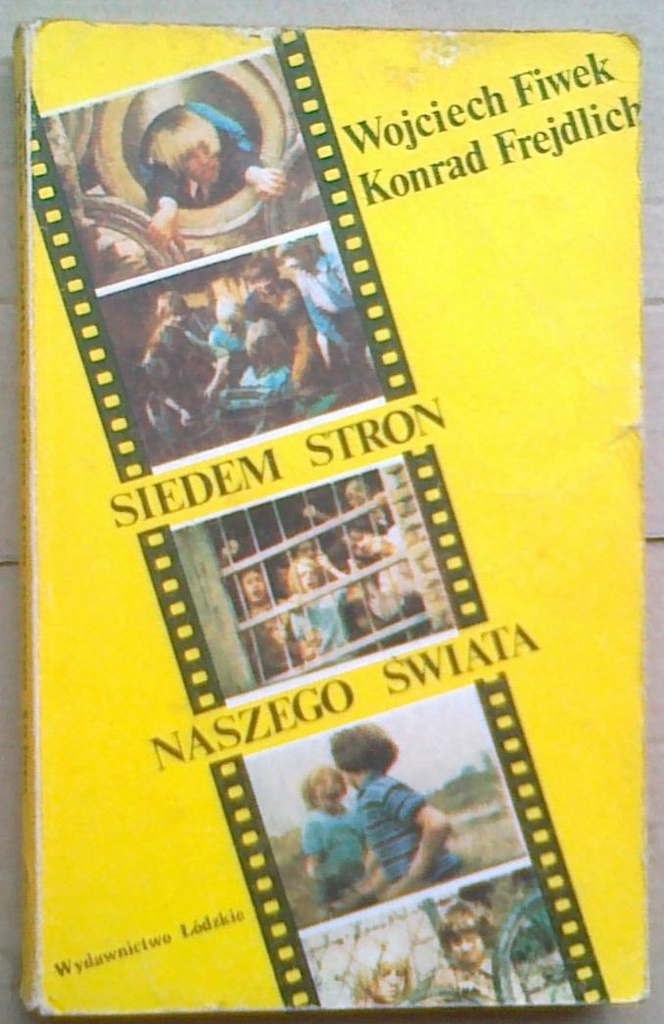 Wojciech Fiwek
Konrad Frejdlich
SIEDEM STRON
NASZEGO ŚWIATA
Wydawnictwo Łódzkie